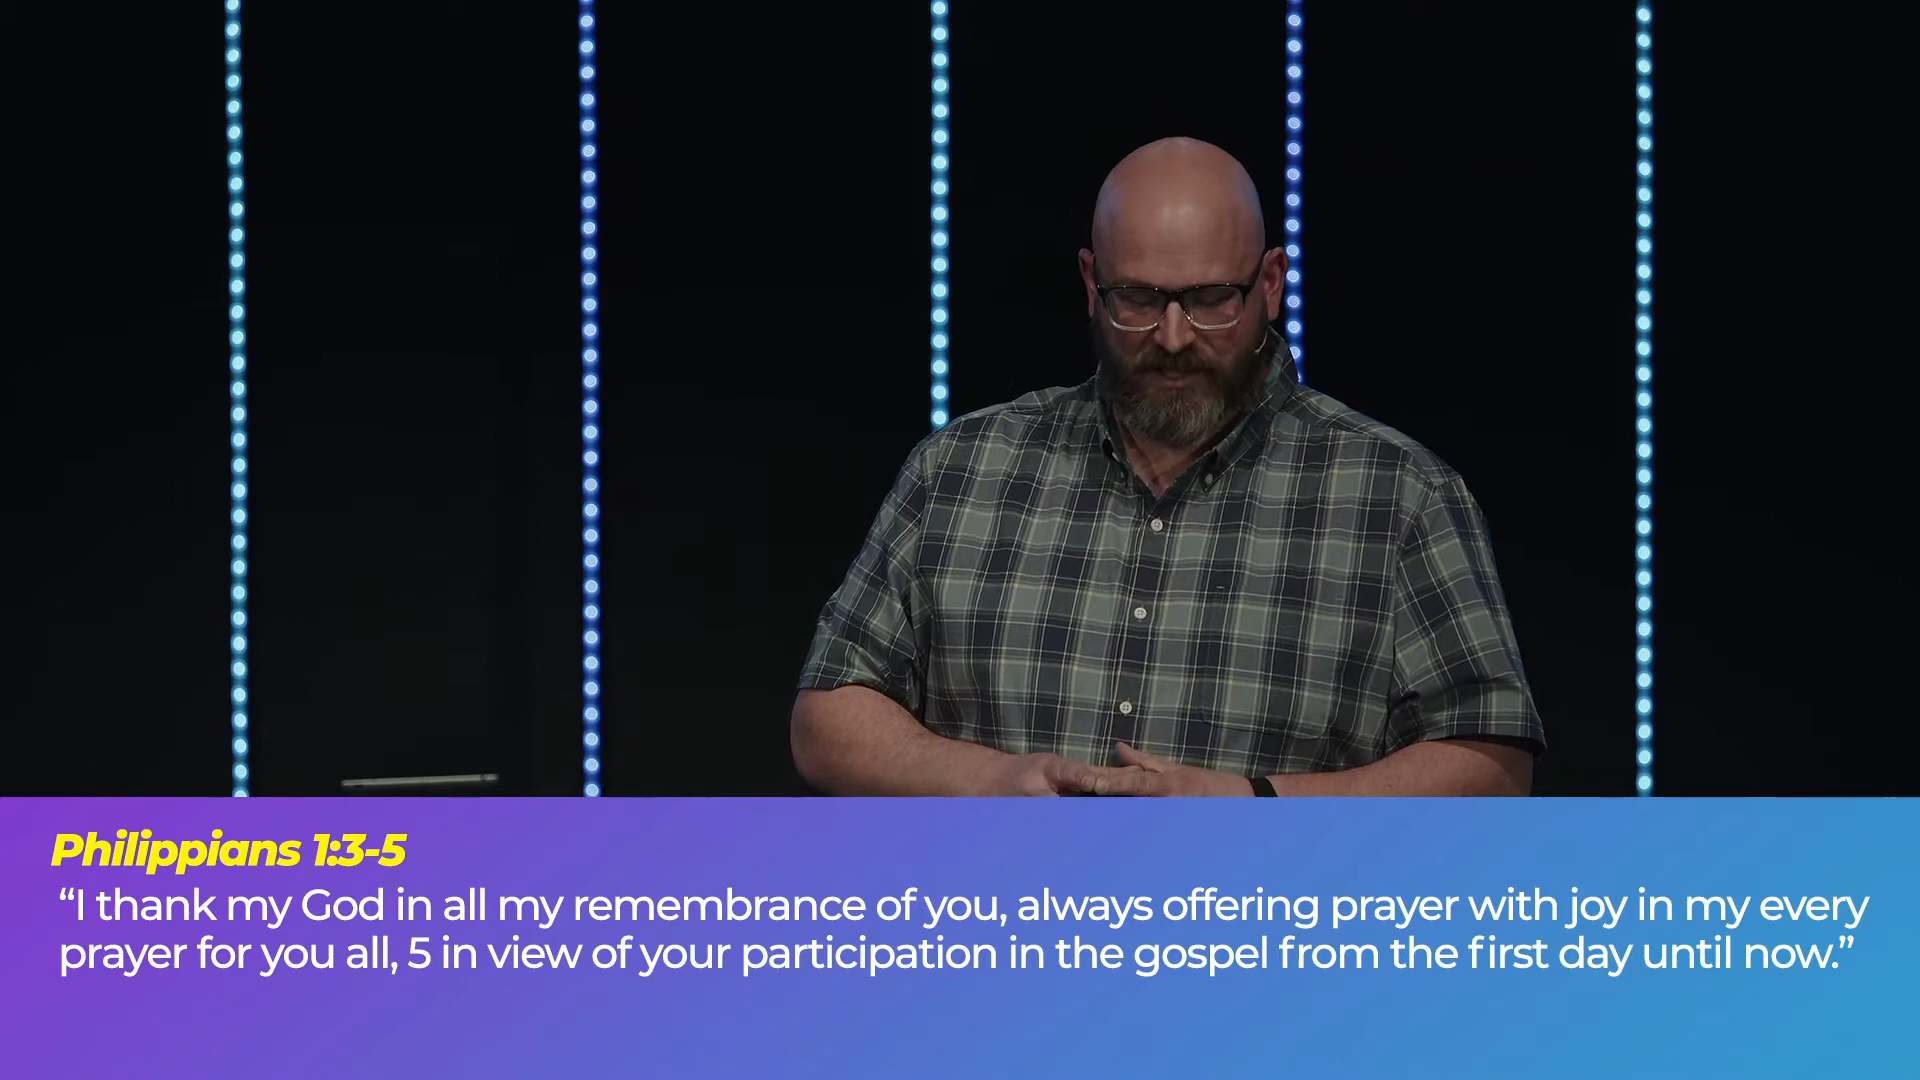 Philippians 1:3-5
“I thank my God in all my remembrance of you, always offering prayer with joy in my every
prayer for you all, 5 in view of your participation in the gospel from the first day until now.”